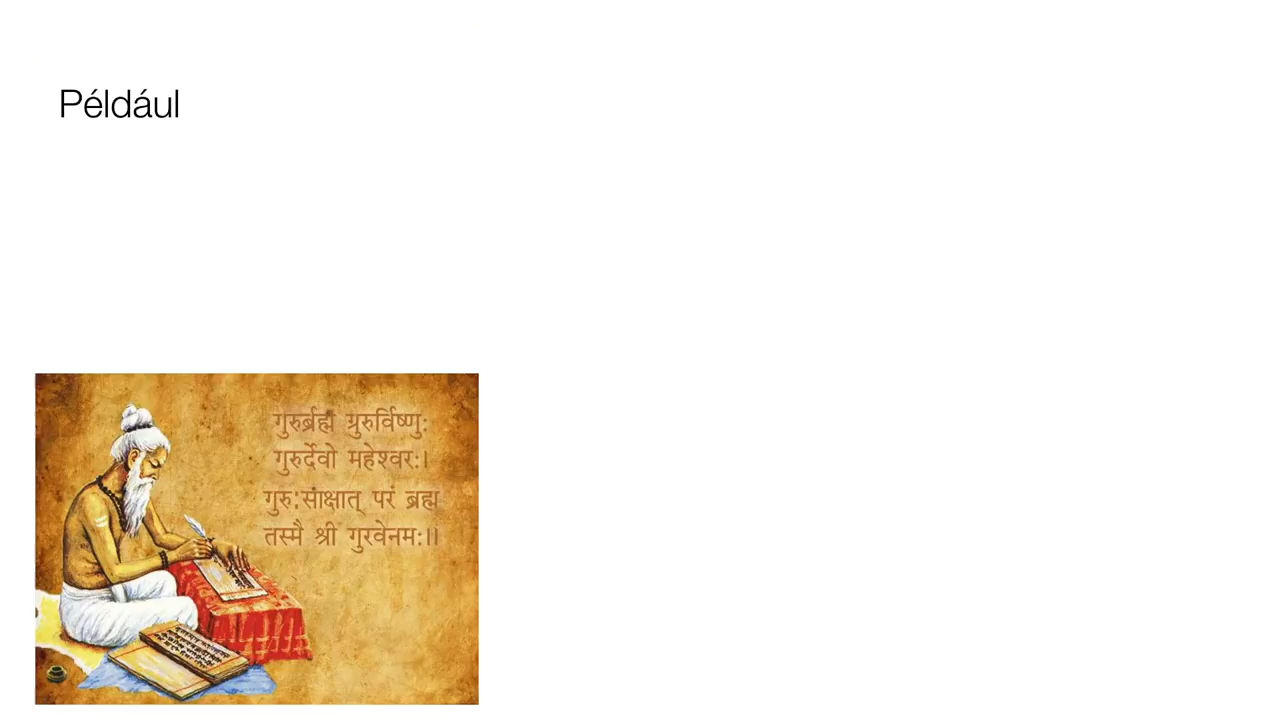 Például
गुरुर्ब्रह्म ग्रुरुर्विष्णु:
गुरुर्देवो महेश्वर:।
गुरु:साक्षात् परं ब्रह्म
तस्मै श्री गुरवेनम:।।